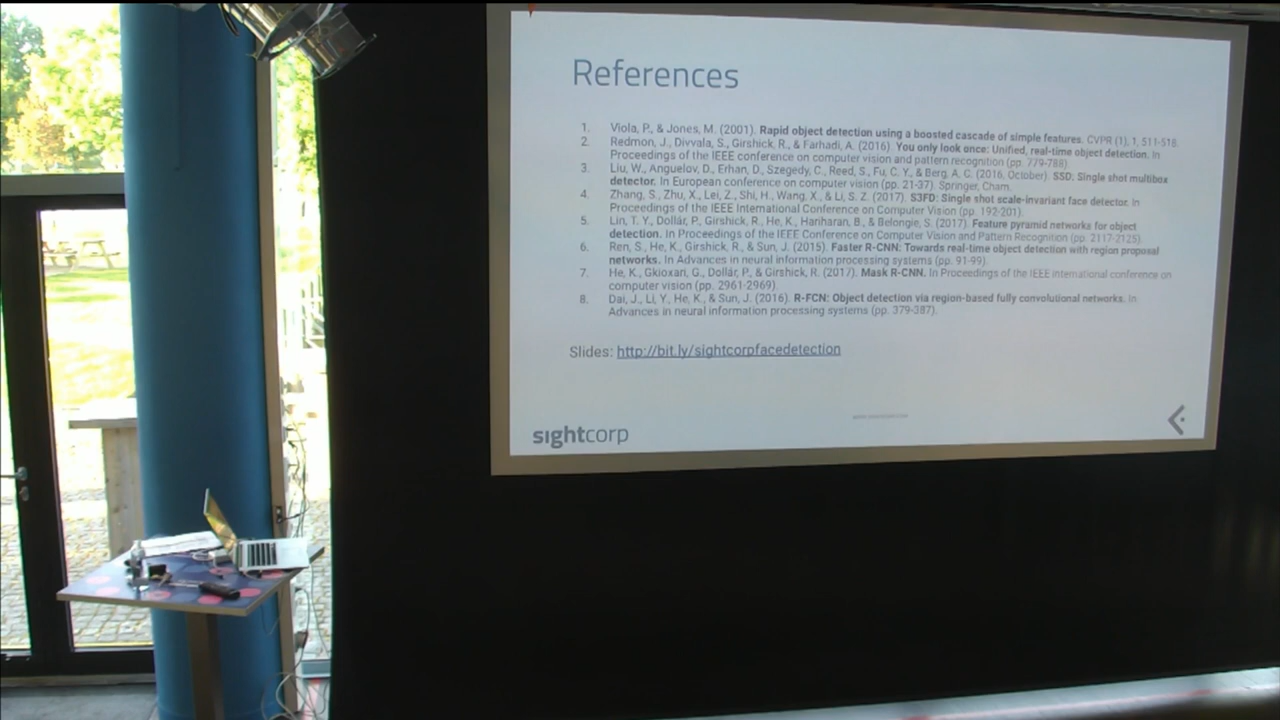 References
1. Viola, P., & Jones, M. (2001). Rapid object detection using a boosted cascade of simple features. CVPR (1), 1, 511-518.
2. Redmon, J., Divvala, S., Girshick, R., & Farhadi, A. (2016). You only look once: Unified, real-time object detection. In
Proceedings of the IEEE conference on computer vision and pattern recognition (pp. 779-788).
3. Liu, W., Anguelov, D., Erhan, D., Szegedy, C., Reed, S., Fu, C. Y., & Berg, A. C. (2016, October). SSD: Single shot multibox
detector. In European conference on computer vision (pp. 21-37). Springer, Cham.
4. Zhang, S., Zhu, X., Lei, Z., Shi, H., Wang, X., & Li, S. Z. (2017). S3FD: Single shot scale-invariant face detector. In
Proceedings of the IEEE International Conference on Computer Vision (pp. 192-201).
5. Lin, T. Y., Dollár, P., Girshick, R., He, K., Hariharan, B., & Belongie, S. (2017). Feature pyramid networks for object
detection. In Proceedings of the IEEE Conference on Computer Vision and Pattern Recognition (pp. 2117-2125).
6. Ren, S., He, K., Girshick, R., & Sun, J. (2015). Faster R-CNN: Towards real-time object detection with region proposal
networks. In Advances in neural information processing systems (pp. 91-99).
7. He, K., Gkioxari, G., Dollár, P., & Girshick, R. (2017). Mask R-CNN. In Proceedings of the IEEE international conference on
computer vision (pp. 2961-2969).
8. Dai, J., Li, Y., He, K., & Sun, J. (2016). R-FCN: Object detection via region-based fully convolutional networks. In
Advances in neural information processing systems (pp. 379-387).
Slides: http://bit.ly/sightcorpfacedetection
sightcorp